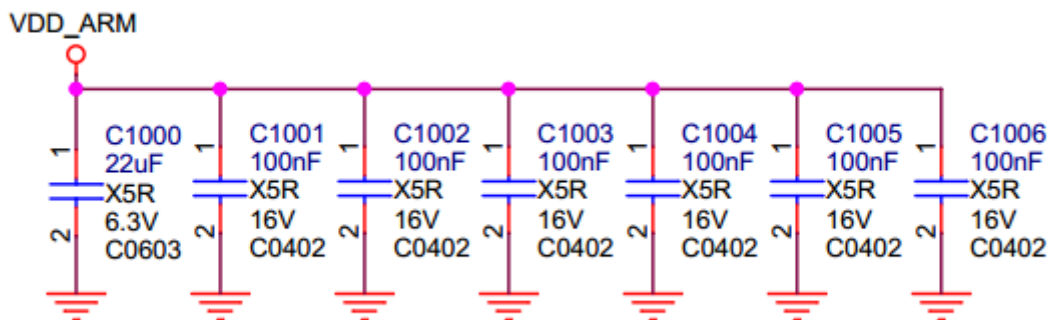 VDD_ARM
1
C1000
22uF
X5R
6.3V
C0603
2
1
C1001
100nF
X5R
16V
C0402
2
1
C1002
100nF
X5R
16V
C0402
2
1
C1003
100nF
X5R
16V
C0402
2
1
C1004
100nF
X5R
16V
C0402
2
1
C1005
100nF
X5R
16V
C0402
2
1
C1006
100nF
X5R
16V
C0402
2